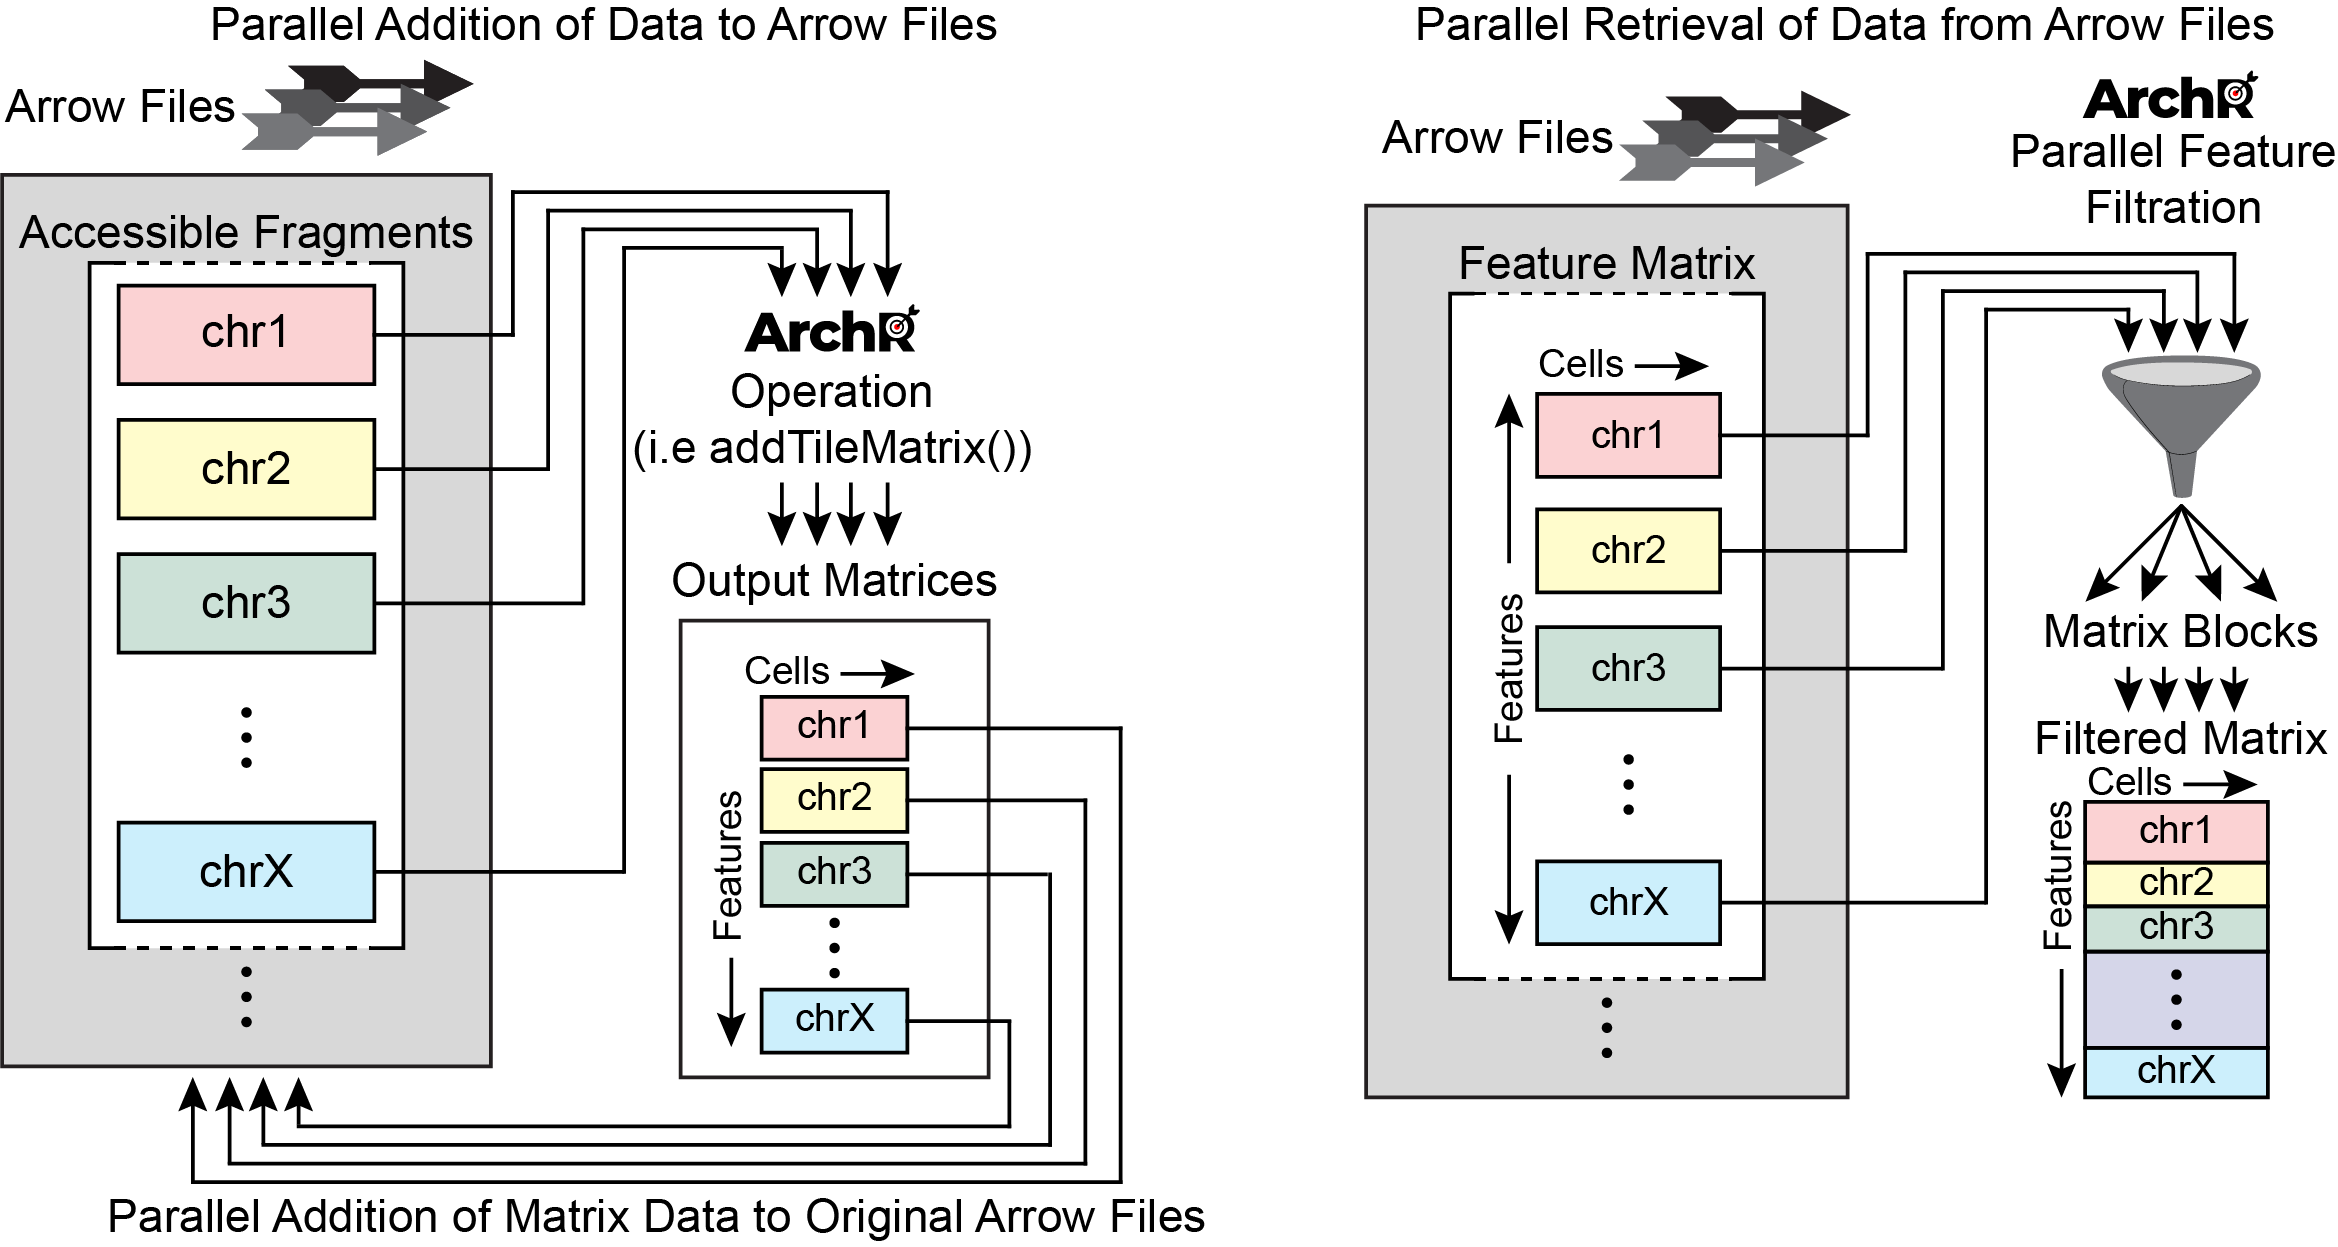 Parallel Addition of Data to Arrow Files
Arrow Files
Accessible Fragments
chr1
chr2
chr3
chrX
ArchR
Operation
(i.e addTileMatrix())
Output Matrices
Cells
Features
chr1
chr2
chr3
chrX
Parallel Addition of Matrix Data to Original Arrow Files
Parallel Retrieval of Data from Arrow Files
Arrow Files
Feature Matrix
Cells
Features
chr1
chr2
chr3
chrX
ArchR
Parallel Feature
Filtration
Matrix Blocks
Filtered Matrix
Cells
Features
chr1
chr2
chr3
chrX